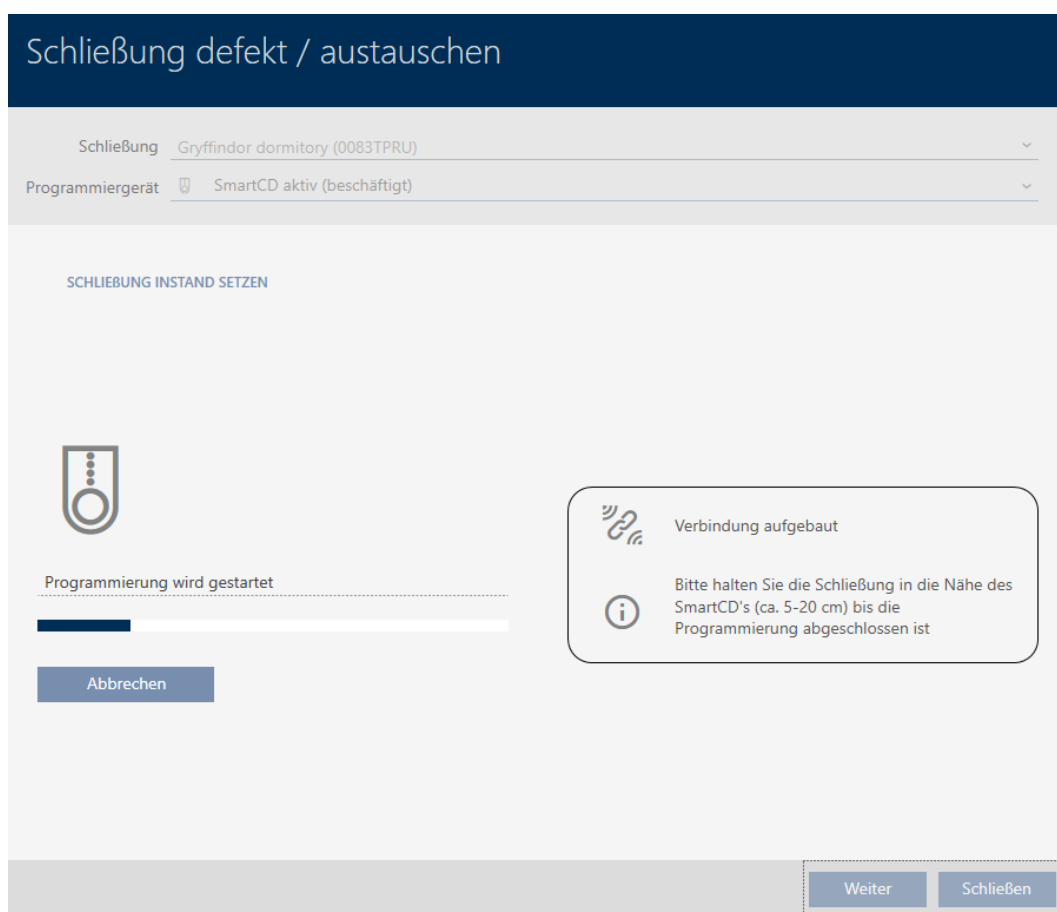 Schließung defekt / austauschen
Schließung Gryffindor dormitory (0083TPRU)
Programmiergerät SmartCD aktiv (beschäftigt)
SCHLIEßUNG INSTAND SETZEN
Verbindung aufgebaut
Programmierung wird gestartet
Bitte halten Sie die Schließung in die Nähe des
SmartCD's (ca. 5-20 cm) bis die
Programmierung abgeschlossen ist
Abbrechen
Weiter Schließen